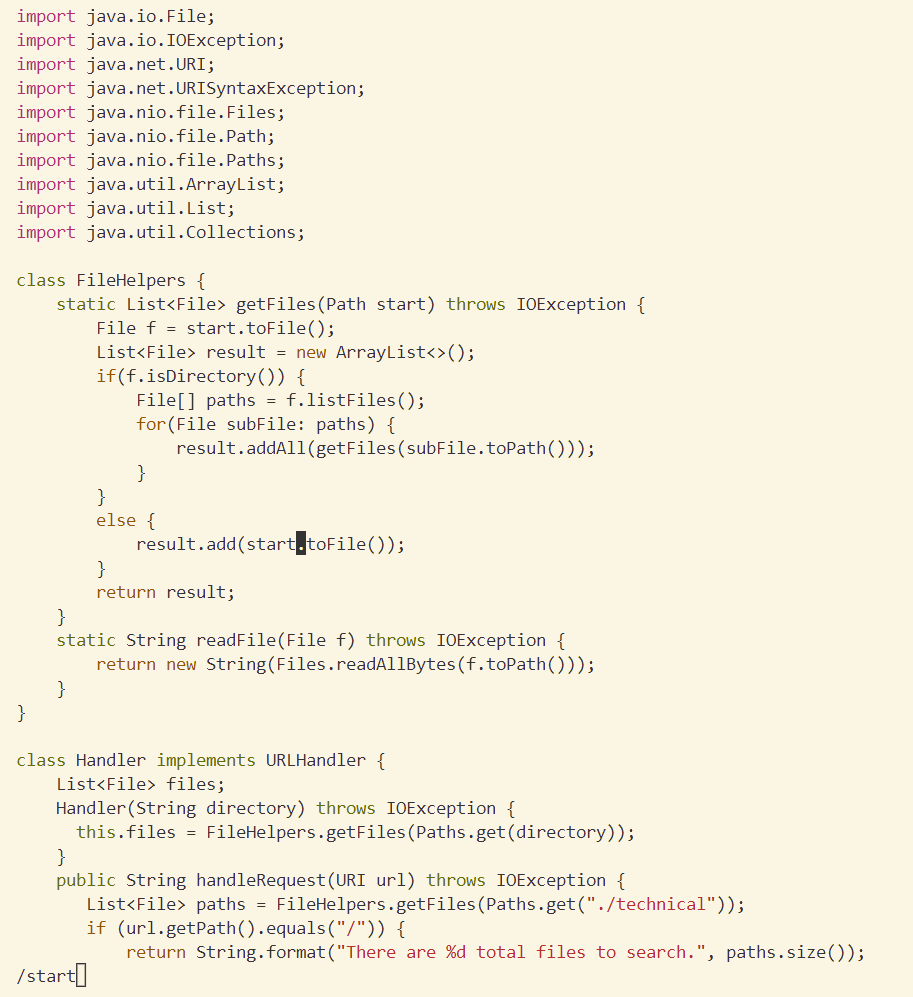 import java.io.File;
import java.io.IOException;
import java.net.URI;
import java.net.URISyntaxException;
import java.nio.file.Files;
import java.nio.file.Path;
import java.nio.file.Paths;
import java.util.ArrayList;
import java.util.List;
import java.util.Collections;

class FileHelpers {
    static List<File> getFiles(Path start) throws IOException {
        File f = start.toFile();
        List<File> result = new ArrayList<>();
        if(f.isDirectory()) {
            File[] paths = f.listFiles();
            for(File subFile: paths) {
                result.addAll(getFiles(subFile.toPath()));
            }
        }
        else {
            result.add(start.toFile());
        }
        return result;
    }
    static String readFile(File f) throws IOException {
        return new String(Files.readAllBytes(f.toPath()));
    }
}

class Handler implements URLHandler {
    List<File> files;
    Handler(String directory) throws IOException {
      this.files = FileHelpers.getFiles(Paths.get(directory));
    }
    public String handleRequest(URI url) throws IOException {
       List<File> paths = FileHelpers.getFiles(Paths.get("./technical"));
       if (url.getPath().equals("/")) {
           return String.format("There are %d total files to search.", paths.size());
/start